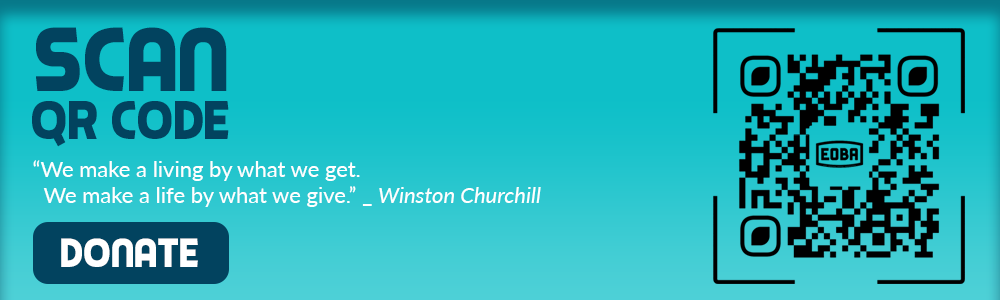 SCAN
QR CODE
“We make a living by what we get.
We make a life by what we give.” _ Winston Churchill
DONATE
EOBA